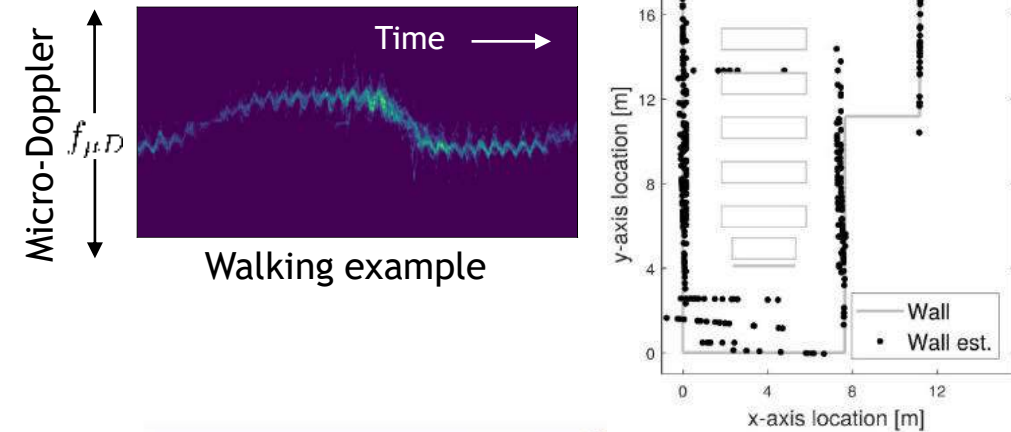 Micro-Doppler
f_{μD}
Time
Walking example
16
12
8
4
0
y-axis location [m]
Wall
Wall est.
0 4 8 12
x-axis location [m]